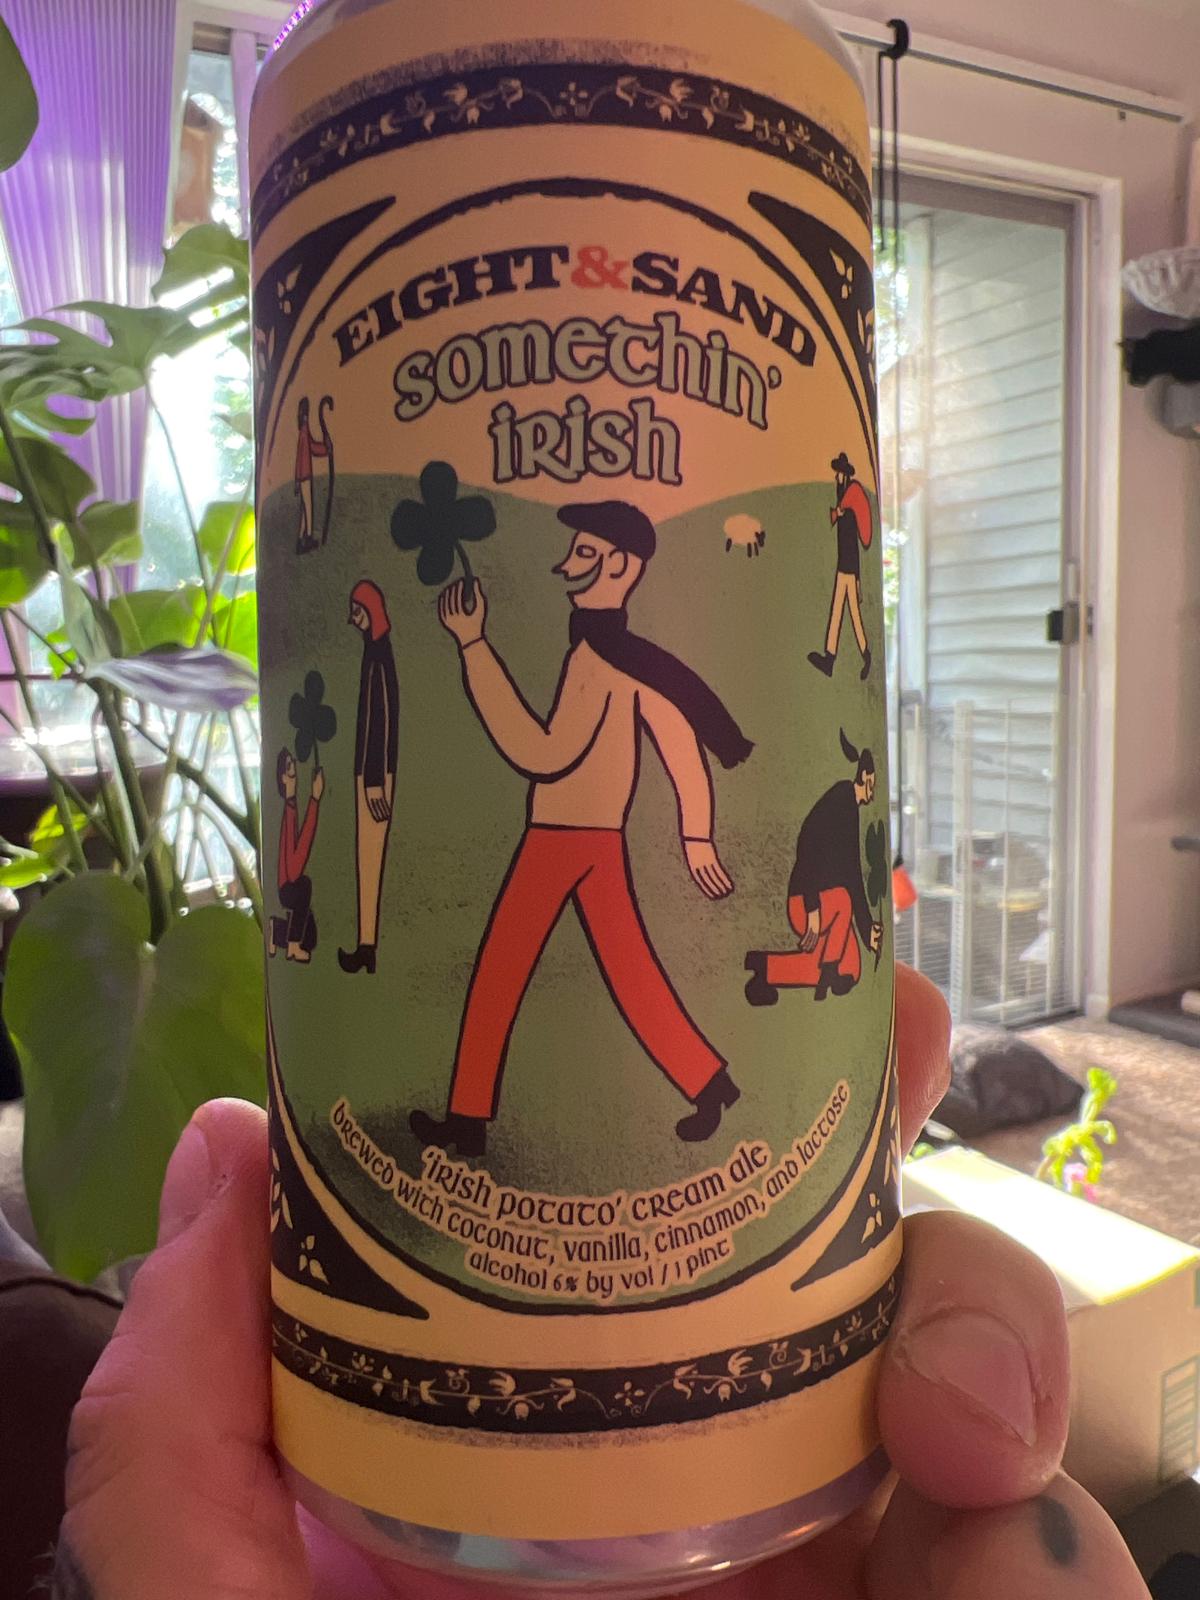 EIGHT&SAND
somethin'
irish
'irish potato' cream ale
brewed with coconut, vanilla, cinnamon, and lactose
alcohol 6% by vol / 1 pint